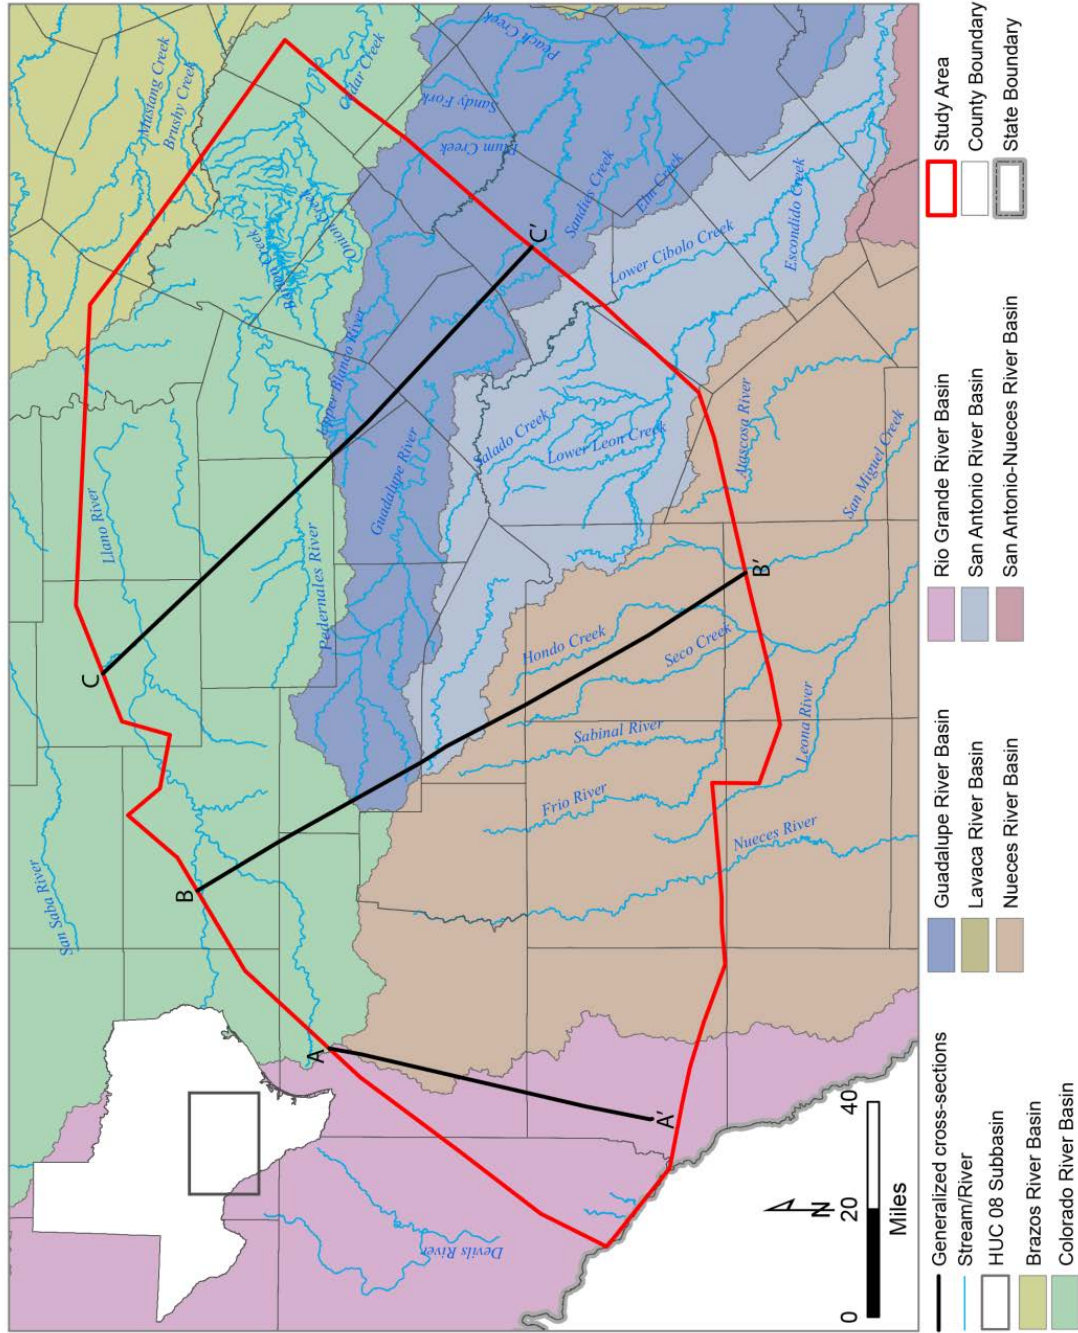 San Saba River
Llano River
Mustang Creek
Brushy Creek
Barton Creek
Onion Creek
Cedar Creek
Pedernales River
Upper Blanco River
Guadalupe River
Plum Creek
Sandy Fork
Peach Creek
Sandies Creek
Elm Creek
Salado Creek
Lower Leon Creek
Lower Cibolo Creek
Escondido Creek
Hondo Creek
Seco Creek
Sabinal River
Frio River
Leona River
Nueces River
Atascosa River
San Miguel Creek
Devils River
A
A'
B
B'
C
C'
N
0 20 40
Miles
Generalized cross-sections
Stream/River
HUC 08 Subbasin
Brazos River Basin
Colorado River Basin
Guadalupe River Basin
Lavaca River Basin
Nueces River Basin
Rio Grande River Basin
San Antonio River Basin
San Antonio-Nueces River Basin
Study Area
County Boundary
State Boundary